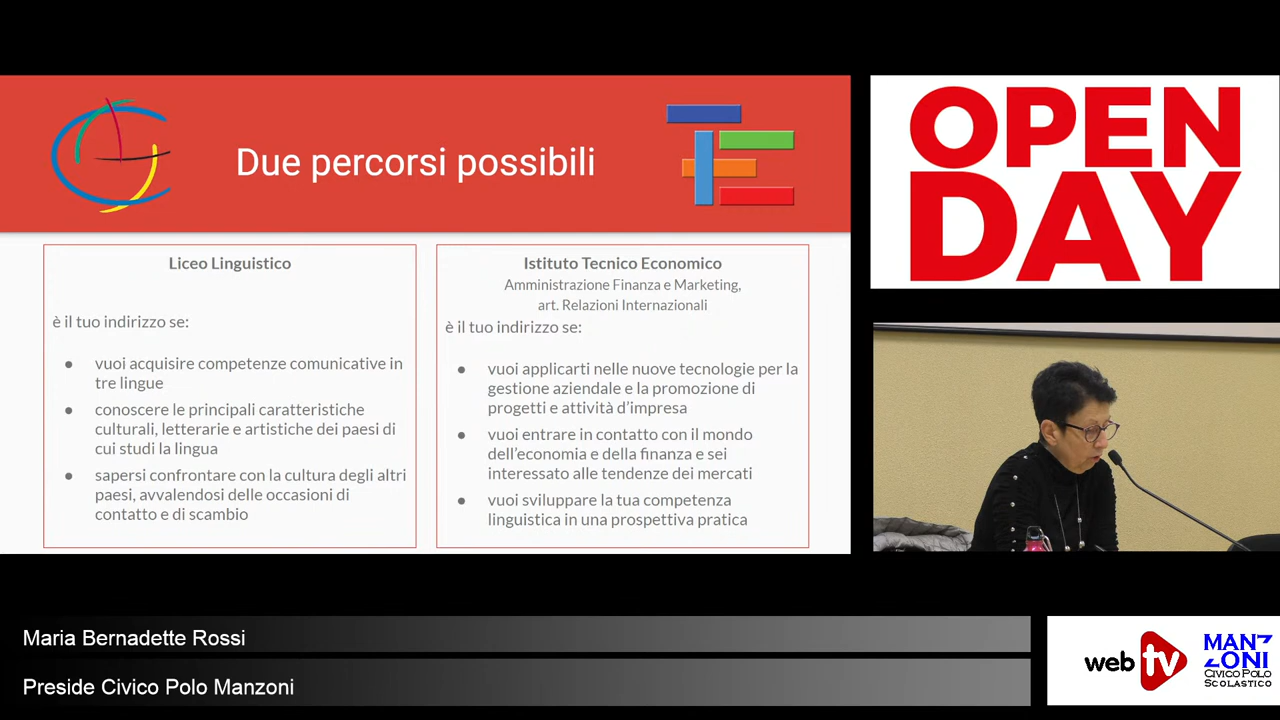 Due percorsi possibili
OPEN
DAY
Liceo Linguistico
è il tuo indirizzo se:
● vuoi acquisire competenze comunicative in
tre lingue
● conoscere le principali caratteristiche
culturali, letterarie e artistiche dei paesi di
cui studi la lingua
● sapersi confrontare con la cultura degli altri
paesi, avvalendosi delle occasioni di
contatto e di scambio
Istituto Tecnico Economico
Amministrazione Finanza e Marketing,
art. Relazioni Internazionali
è il tuo indirizzo se:
● vuoi applicarti nelle nuove tecnologie per la
gestione aziendale e la promozione di
progetti e attività d'impresa
● vuoi entrare in contatto con il mondo
dell'economia e della finanza e sei
interessato alle tendenze dei mercati
● vuoi sviluppare la tua competenza
linguistica in una prospettiva pratica
Maria Bernadette Rossi
Preside Civico Polo Manzoni
web tv
MANZ
ZONI
CIVICO POLO
SCOLASTICO